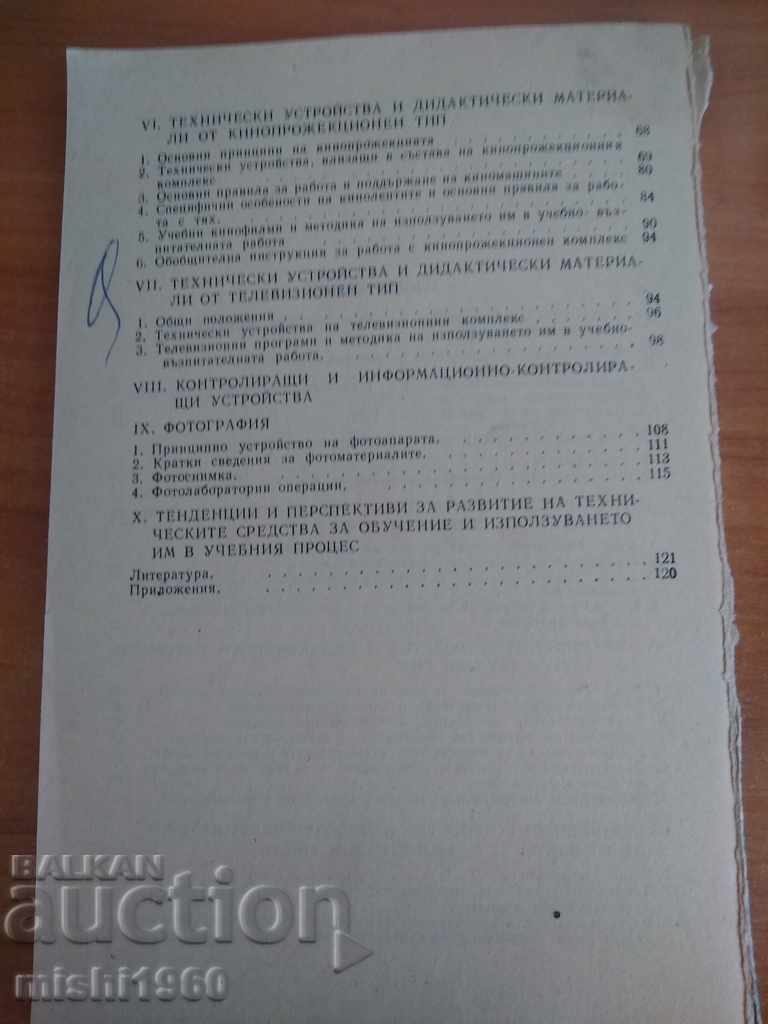 VI. ТЕХНИЧЕСКИ УСТРОЙСТВА И ДИДАКТИЧЕСКИ МАТЕРИА-
ЛИ ОТ КИНОПРОЖЕКЦИОНЕН ТИП
1. Основни принципи на кинопрожекцията 68
2. Технически устройства, влизащи в състава на кинопрожекционния
комплекс 69
3. Основни правила за работа и поддържане на киномашините 80
4. Специфични особености на кинолентите и основни правила за рабо-
та с тях. 84
5. Учебни кинофилми и методика на използуването им в учебно- въз-
питателната работа 90
6. Обобщителна инструкция за работа с кинопрожекционен комплекс 94
VII. ТЕХНИЧЕСКИ УСТРОЙСТВА И ДИДАКТИЧЕСКИ МАТЕРИА-
ЛИ ОТ ТЕЛЕВИЗИОНЕН ТИП
1. Общи положения 94
2. Технически устройства на телевизионния комплекс 96
3. Телевизионни програми и методика на използуването им в учебно-
възпитателната работа. 98
VIII. КОНТРОЛИРАЩИ И ИНФОРМАЦИОННО-КОНТРОЛИРА-
ЩИ УСТРОЙСТВА
IX. ФОТОГРАФИЯ
1. Принципно устройство на фотоапарата. 108
2. Кратки сведения за фотоматериалите. 111
3. Фотоснимка. 113
4. Фотолабораторни операции. 115
X. ТЕНДЕНЦИИ И ПЕРСПЕКТИВИ ЗА РАЗВИТИЕ НА ТЕХНИ-
ЧЕСКИТЕ СРЕДСТВА ЗА ОБУЧЕНИЕ И ИЗПОЛЗУВАНЕТО
ИМ В УЧЕБНИЯ ПРОЦЕС
Литература. 121
Приложения. 120
BALKAN
auction
mishi1960